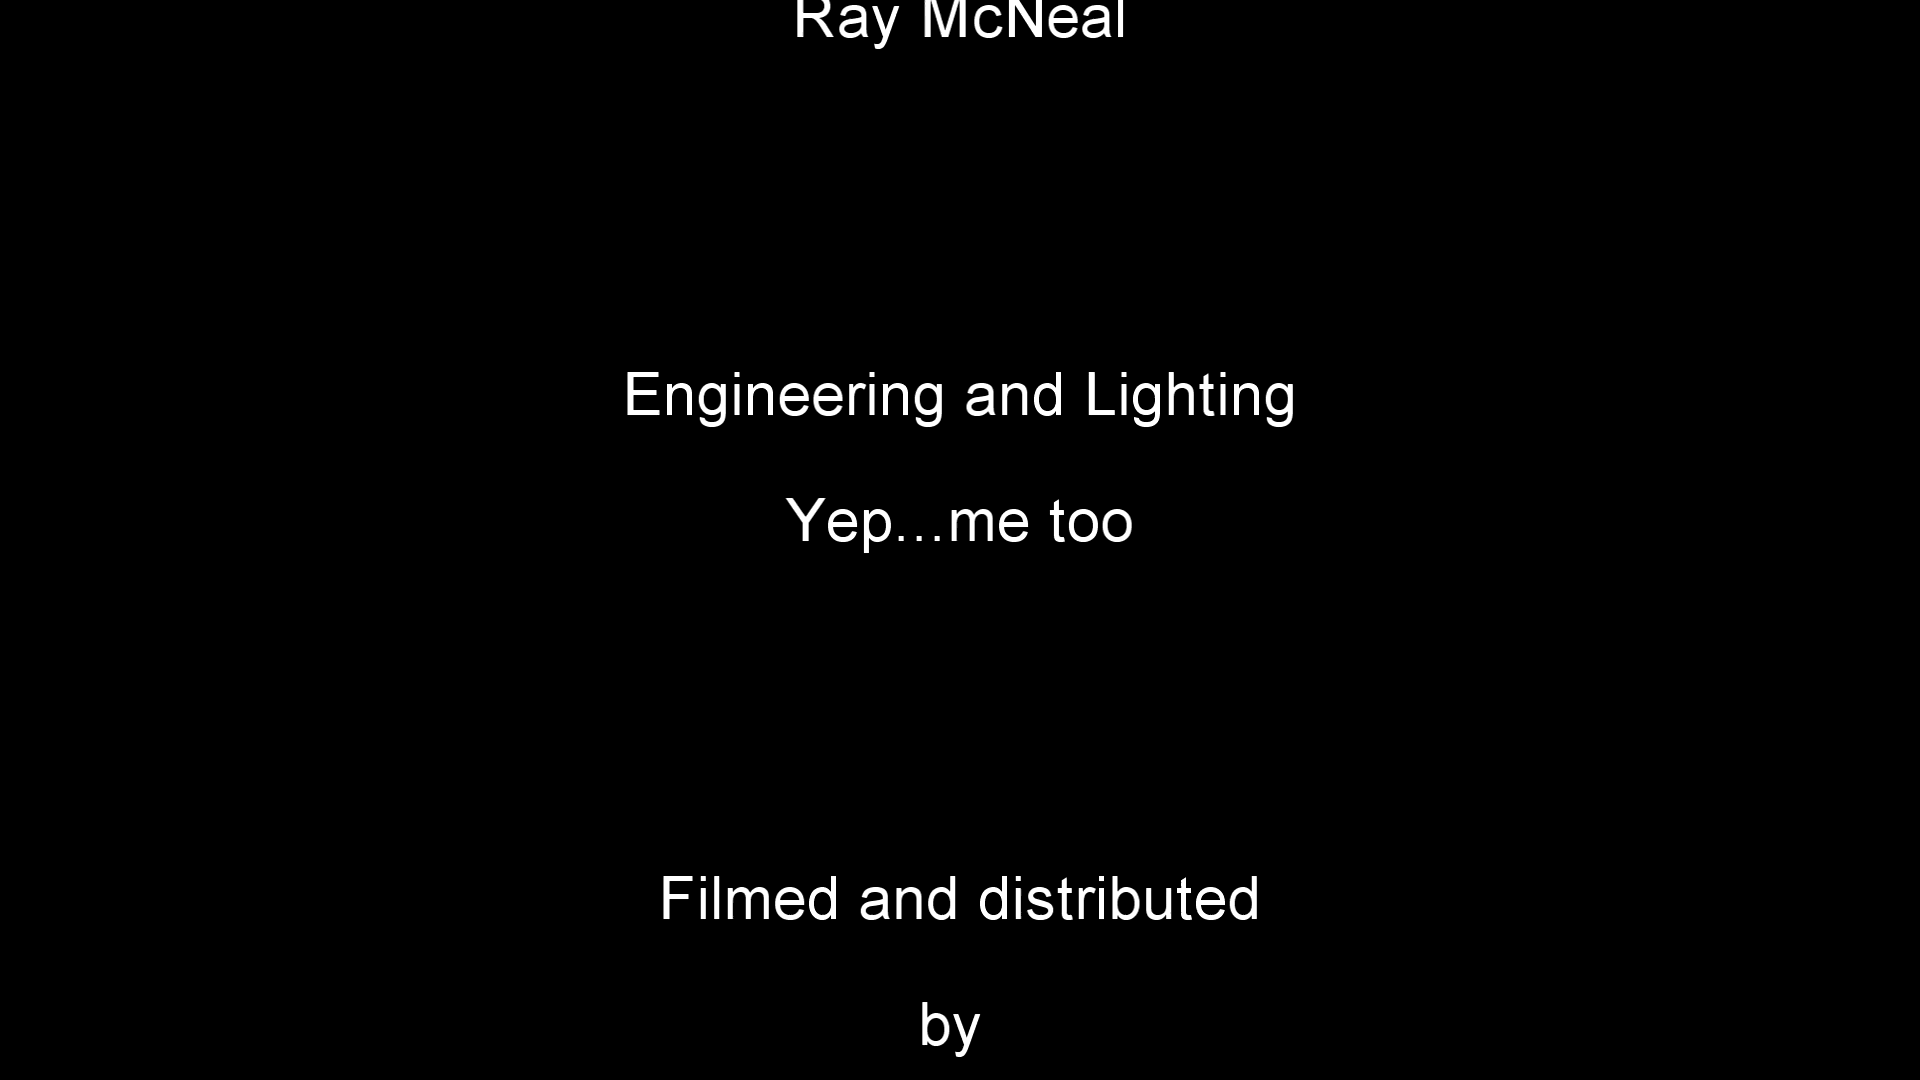 Ray McNeal
Engineering and Lighting
Yep...me too
Filmed and distributed
by